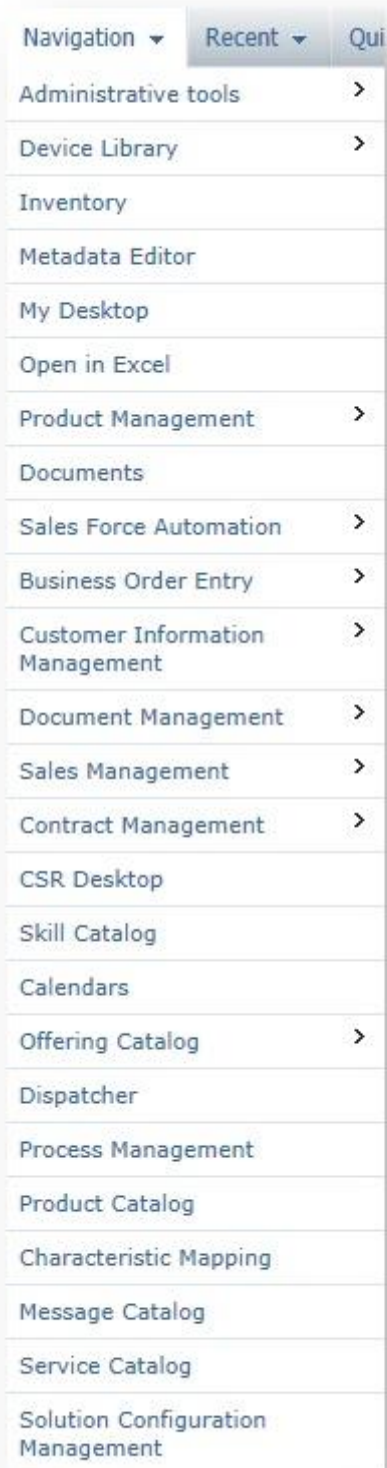 Navigation Recent Qui
Administrative tools
Device Library
Inventory
Metadata Editor
My Desktop
Open in Excel
Product Management
Documents
Sales Force Automation
Business Order Entry
Customer Information
Management
Document Management
Sales Management
Contract Management
CSR Desktop
Skill Catalog
Calendars
Offering Catalog
Dispatcher
Process Management
Product Catalog
Characteristic Mapping
Message Catalog
Service Catalog
Solution Configuration
Management